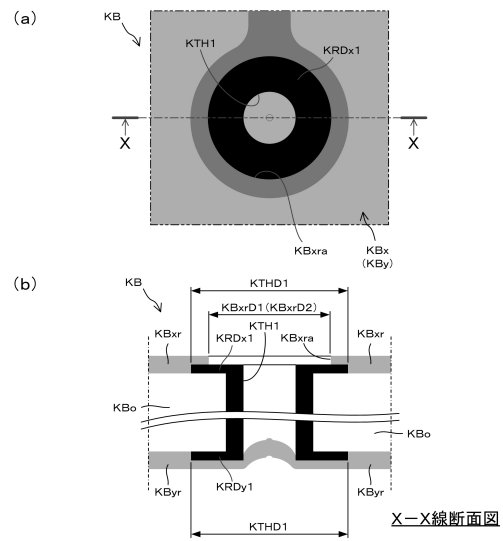 (a)
KB
KTH1
KRDx1
X
X
KBxra
KBx
(KBy)
(b)
KB
KTHD1
KBxrD1(KBxrD2)
KTH1
KBxr
KRDx1
KBxra
KBxr
KBo
KBo
KByr
KRDy1
KByr
KTHD1
X－X線断面図